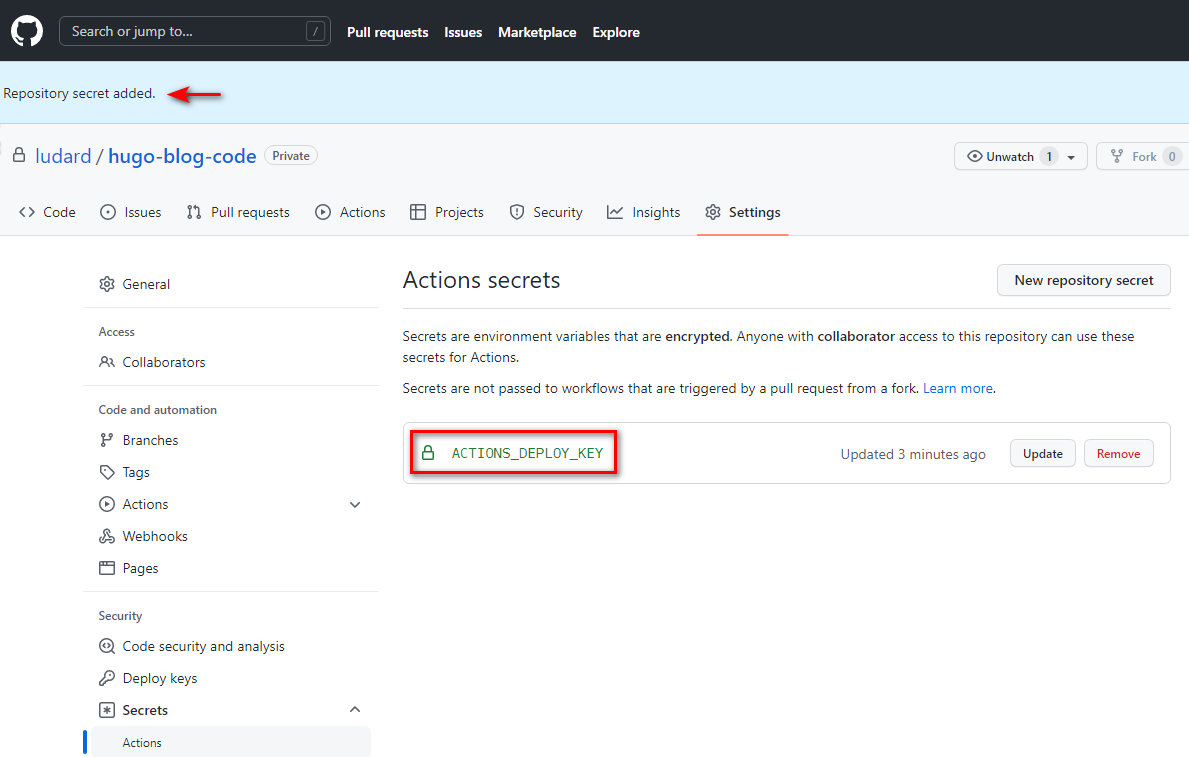 Search or jump to... /
Pull requests Issues Marketplace Explore
Repository secret added.
ludard / hugo-blog-code Private
Unwatch 1 Fork 0
Code Issues Pull requests Actions Projects Security Insights Settings
General
Access
Collaborators
Code and automation
Branches
Tags
Actions
Webhooks
Pages
Security
Code security and analysis
Deploy keys
Secrets
Actions
Actions secrets
New repository secret
Secrets are environment variables that are encrypted. Anyone with collaborator access to this repository can use these
secrets for Actions.
Secrets are not passed to workflows that are triggered by a pull request from a fork. Learn more.
ACTIONS_DEPLOY_KEY Updated 3 minutes ago Update Remove